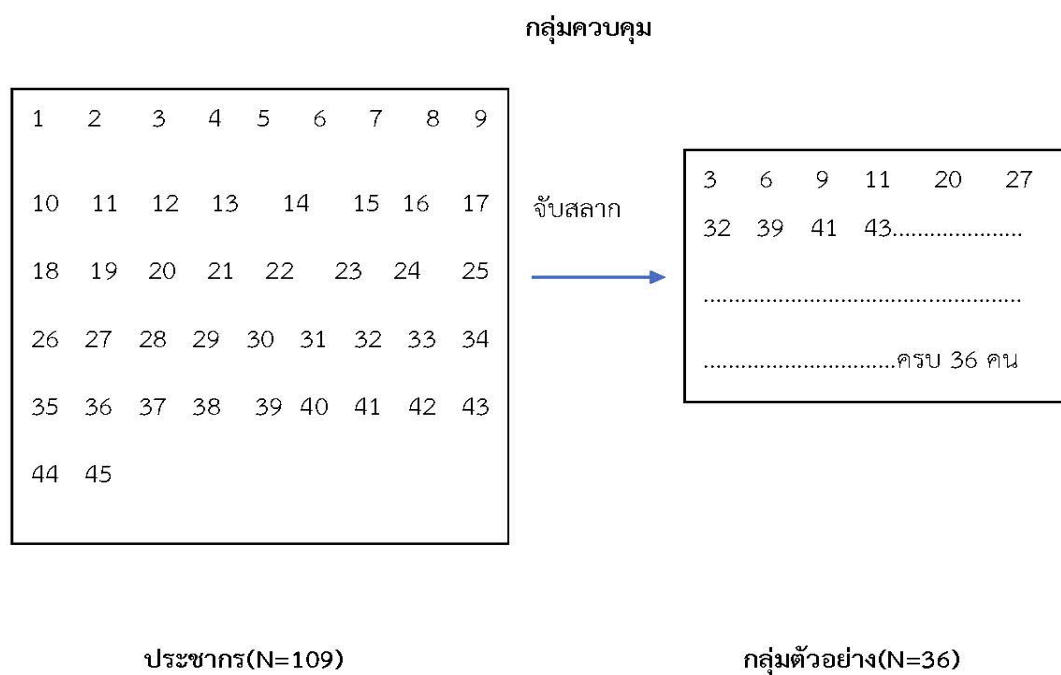 กลุ่มควบคุม
1 2 3 4 5 6 7 8 9
10 11 12 13 14 15 16 17
18 19 20 21 22 23 24 25
26 27 28 29 30 31 32 33 34
35 36 37 38 39 40 41 42 43
44 45
จับสลาก
3 6 9 11 20 27
32 39 41 43.....................
...................................................
...............................ครบ 36 คน
ประชากร(N=109)
กลุ่มตัวอย่าง(N=36)